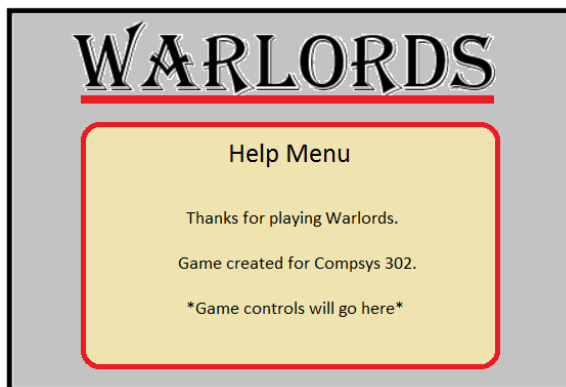 WARLORDS
Help Menu
Thanks for playing Warlords.
Game created for Compsys 302.
*Game controls will go here*